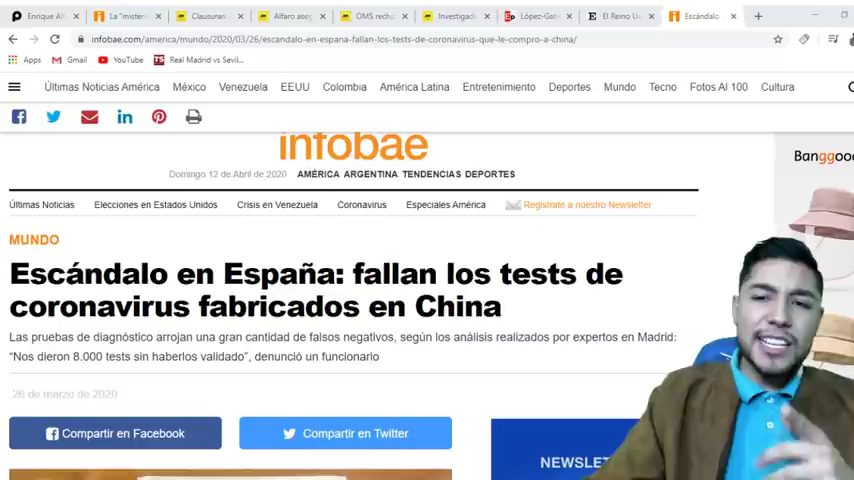 Enrique Alf
La "misteri
Clausuran
Alfaro aseg
OMS rech
Investigad
López-Gat
El Reino U
Escándalo
infobae.com/america/mundo/2020/03/26/escandalo-en-espana-fallan-los-tests-de-coronavirus-que-le-compro-a-china/
Apps Gmail YouTube Real Madrid vs Sevil...
Últimas Noticias América México Venezuela EEUU Colombia América Latina Entretenimiento Deportes Mundo Tecno Fotos Al 100 Cultura
infobae
Domingo 12 de Abril de 2020 AMÉRICA ARGENTINA TENDENCIAS DEPORTES
Últimas Noticias Elecciones en Estados Unidos Crisis en Venezuela Coronavirus Especiales América Registrate a nuestro Newsletter
Banggood
MUNDO
Escándalo en España: fallan los tests de
coronavirus fabricados en China
Las pruebas de diagnóstico arrojan una gran cantidad de falsos negativos, según los análisis realizados por expertos en Madrid:
“Nos dieron 8.000 tests sin haberlos validado”, denunció un funcionario
26 de marzo de 2020
Compartir en Facebook Compartir en Twitter
NEWSLET